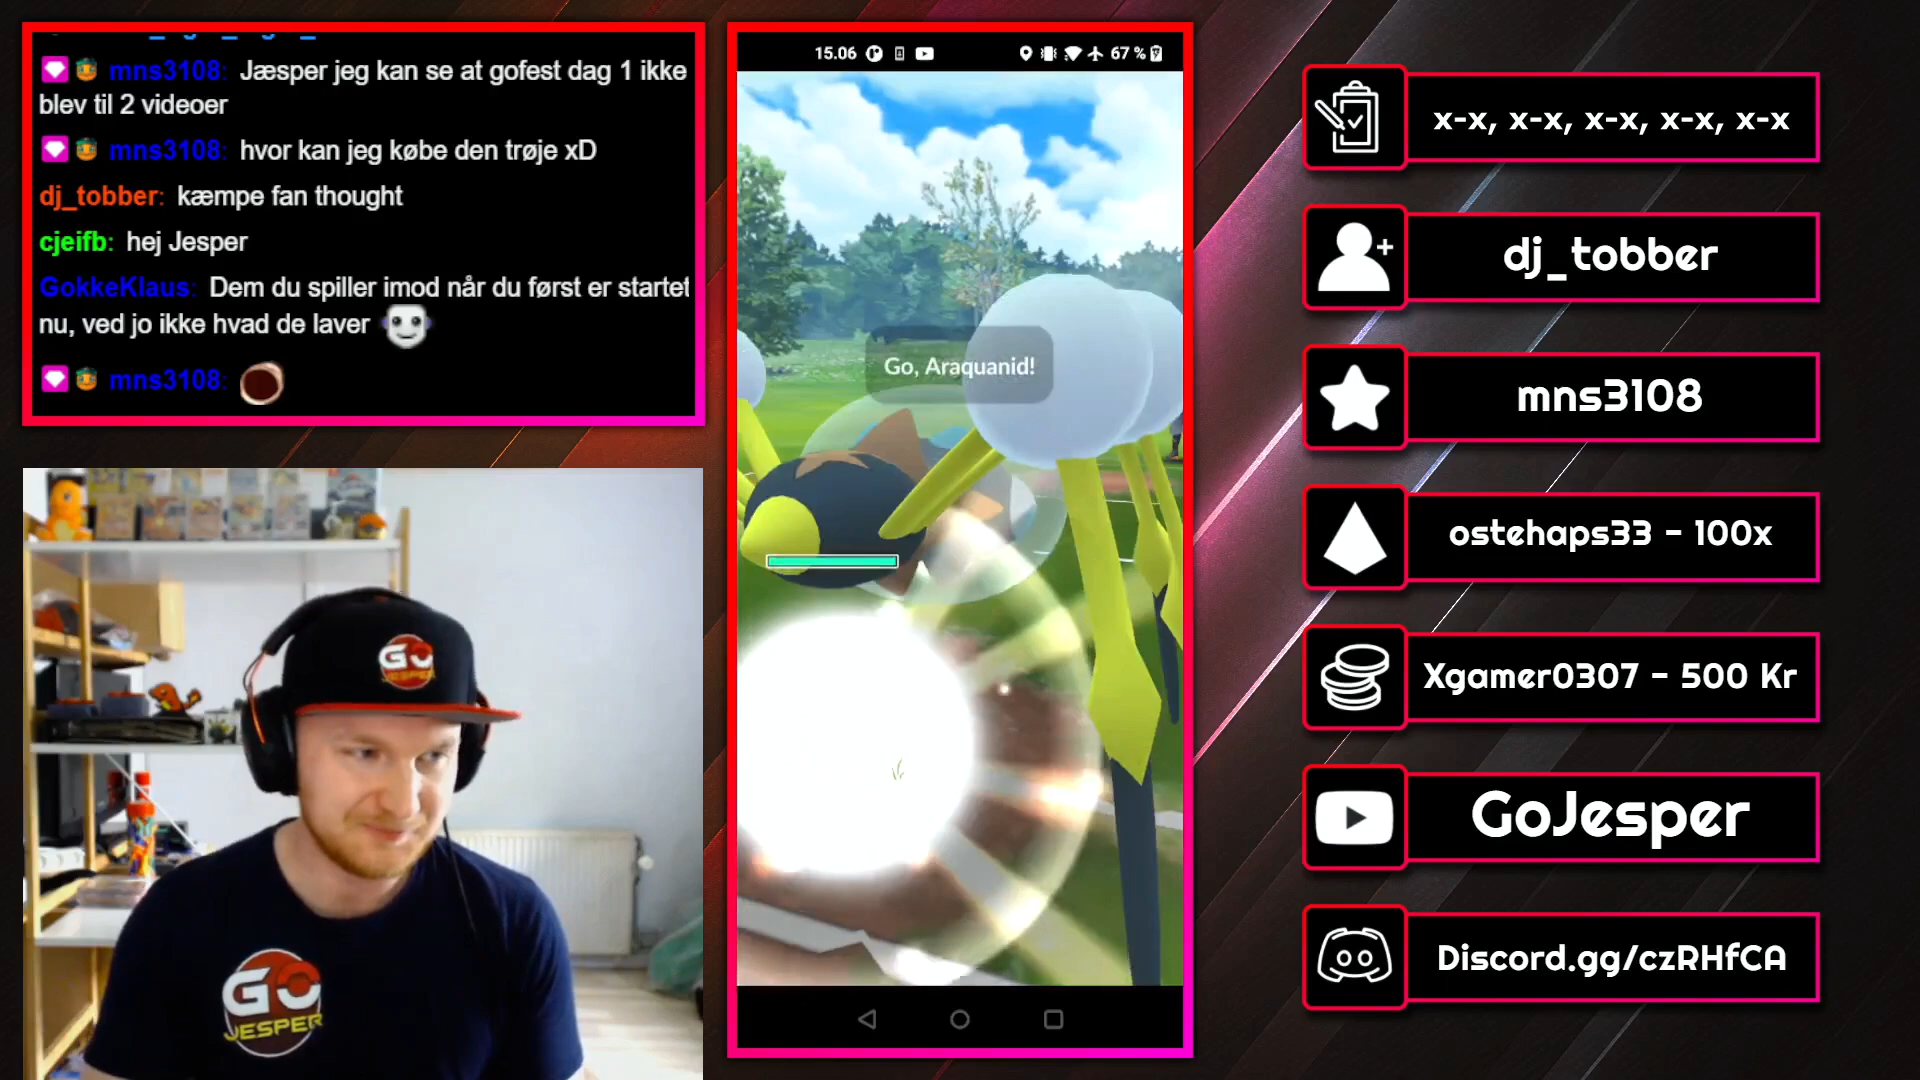 mns3108: Jæsper jeg kan se at gofest dag 1 ikke
blev til 2 videoer
mns3108: hvor kan jeg købe den trøje xD
dj_tobber: kæmpe fan thought
cjeifb: hej Jesper
GokkeKlaus: Dem du spiller imod når du først er startet
nu, ved jo ikke hvad de laver
mns3108:
15.06
67 %
Go, Araquanid!
GO
JESPER
GO
JESPER
x-x, x-x, x-x, x-x, x-x
dj_tobber
mns3108
ostehaps33 - 100x
Xgamer0307 - 500 Kr
GoJesper
Discord.gg/czRHfCA